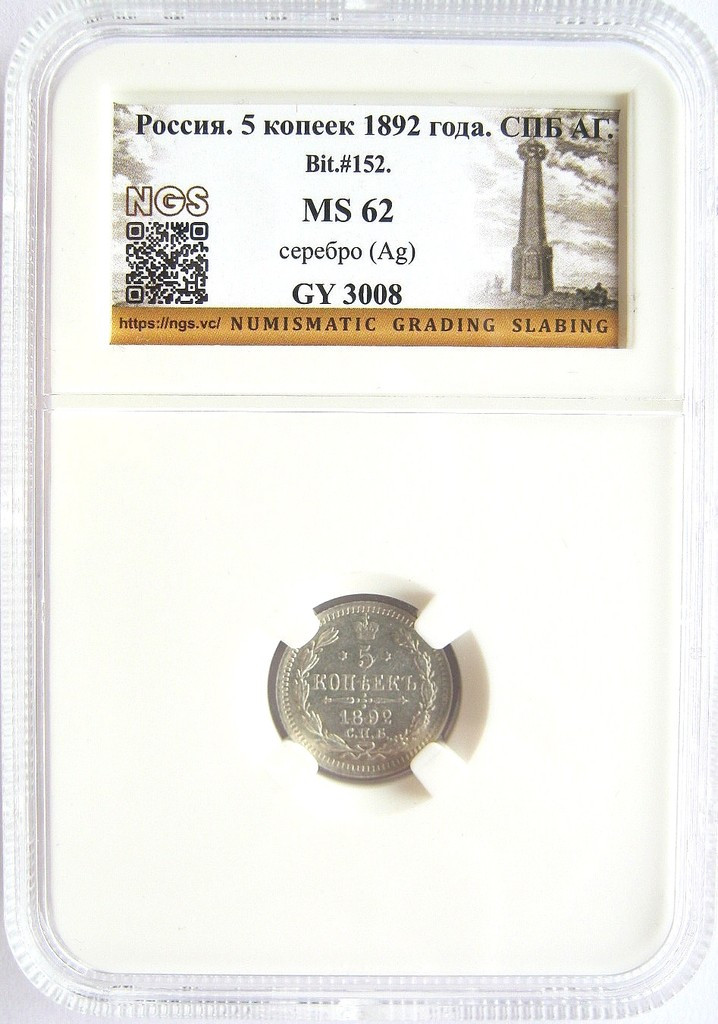 Россия. 5 копеек 1892 года. СПБ АГ.
Bit.#152.
NGS
MS 62
серебро (Ag)
GY 3008
https://ngs.vc/ NUMISMATIC GRADING SLABING
5
КОПѢЕКЪ
1892
С.П.Б.